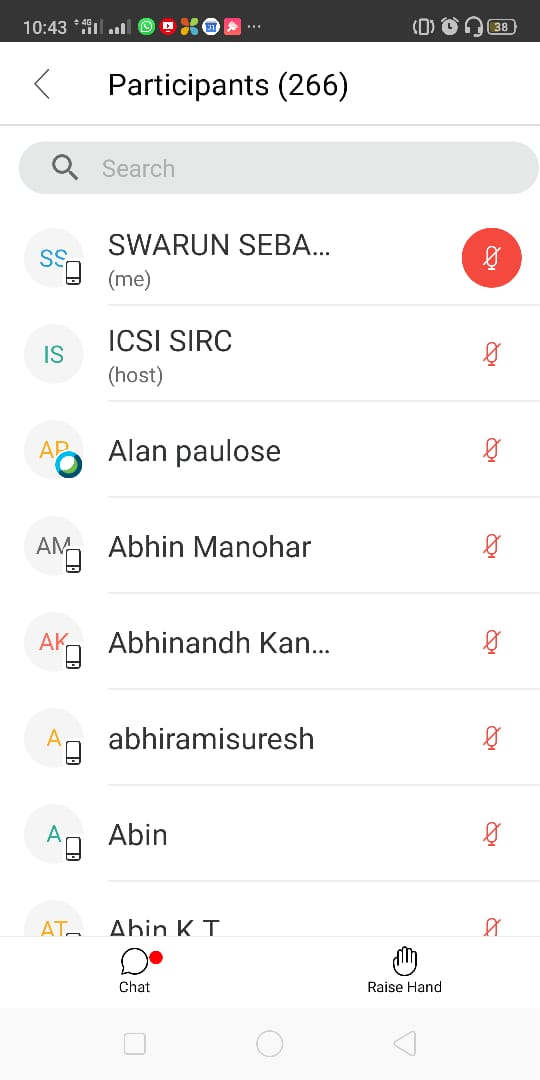 10:43 4G 38
Participants (266)
Search
SS SWARUN SEBA...
(me)
IS ICSI SIRC
(host)
AP Alan paulose
AM Abhin Manohar
AK Abhinandh Kan...
A abhiramisuresh
A Abin
AT Abin K T
Chat Raise Hand